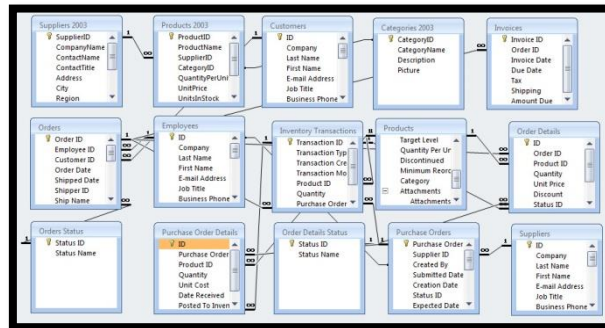 Suppliers 2003
SupplierID
CompanyName
ContactName
ContactTitle
Address
City
Region
Products 2003
ProductID
ProductName
SupplierID
CategoryID
QuantityPerUni
UnitPrice
UnitsInStock
Customers
ID
Company
Last Name
First Name
E-mail Address
Job Title
Business Phone
Categories 2003
CategoryID
CategoryName
Description
Picture
Invoices
Invoice ID
Order ID
Invoice Date
Due Date
Tax
Shipping
Amount Due
Orders
Order ID
Employee ID
Customer ID
Order Date
Shipped Date
Shipper ID
Ship Name
Employees
ID
Company
Last Name
First Name
E-mail Address
Job Title
Inventory Transactions
Transaction ID
Transaction Typ
Transaction Cre
Transaction Mo
Product ID
Quantity
Purchase Order
Products
Target Level
Quantity Per Ur
Discontinued
Minimum Reorc
Category
Attachments
Attachments
Order Details
ID
Order ID
Product ID
Quantity
Unit Price
Discount
Status ID
Orders Status
Status ID
Status Name
Purchase Order Details
ID
Purchase Order
Product ID
Quantity
Unit Cost
Date Received
Posted To Inven
Order Details Status
Status ID
Status Name
Purchase Orders
Purchase Order
Supplier ID
Created By
Submitted Date
Creation Date
Status ID
Expected Date
Suppliers
ID
Company
Last Name
First Name
E-mail Address
Job Title
Business Phone